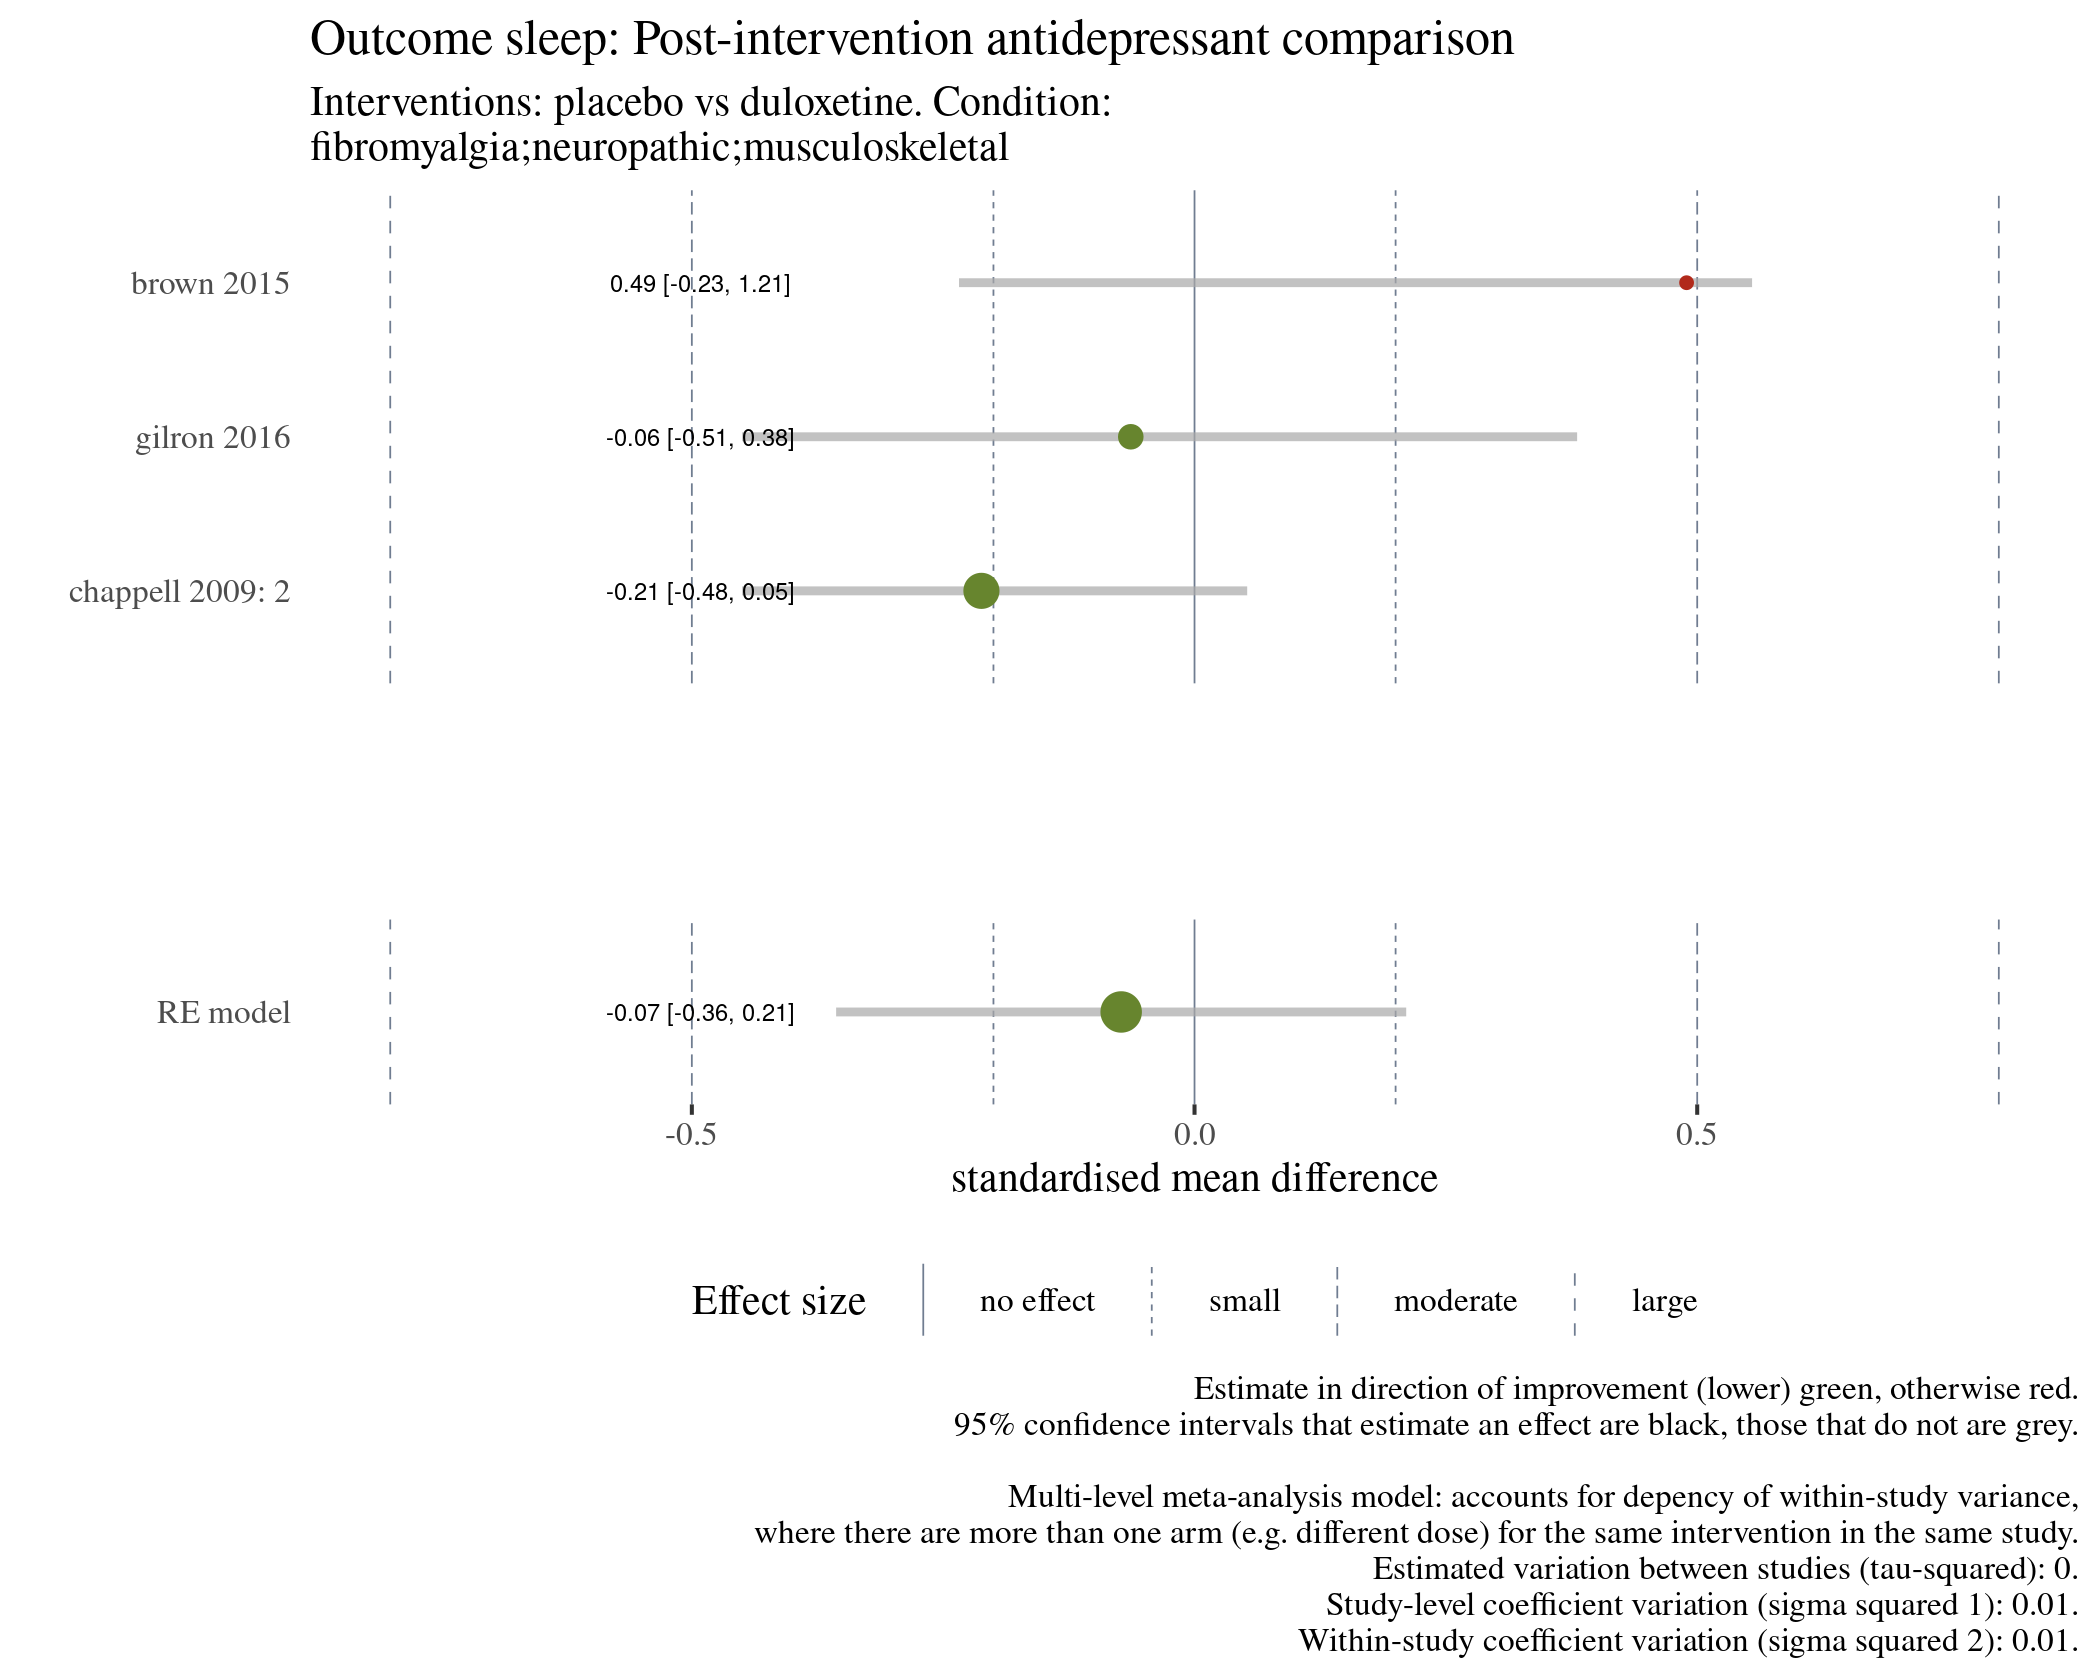 Outcome sleep: Post-intervention antidepressant comparison
Interventions: placebo vs duloxetine. Condition:
fibromyalgia;neuropathic;musculoskeletal
brown 2015
0.49 [-0.23, 1.21]
gilron 2016
-0.06 [-0.51, 0.38]
chappell 2009: 2
-0.21 [-0.48, 0.05]
RE model
-0.07 [-0.36, 0.21]
-0.5 0.0 0.5
standardised mean difference
Effect size no effect small moderate large
Estimate in direction of improvement (lower) green, otherwise red.
95% confidence intervals that estimate an effect are black, those that do not are grey.
Multi-level meta-analysis model: accounts for depency of within-study variance,
where there are more than one arm (e.g. different dose) for the same intervention in the same study.
Estimated variation between studies (tau-squared): 0.
Study-level coefficient variation (sigma squared 1): 0.01.
Within-study coefficient variation (sigma squared 2): 0.01.